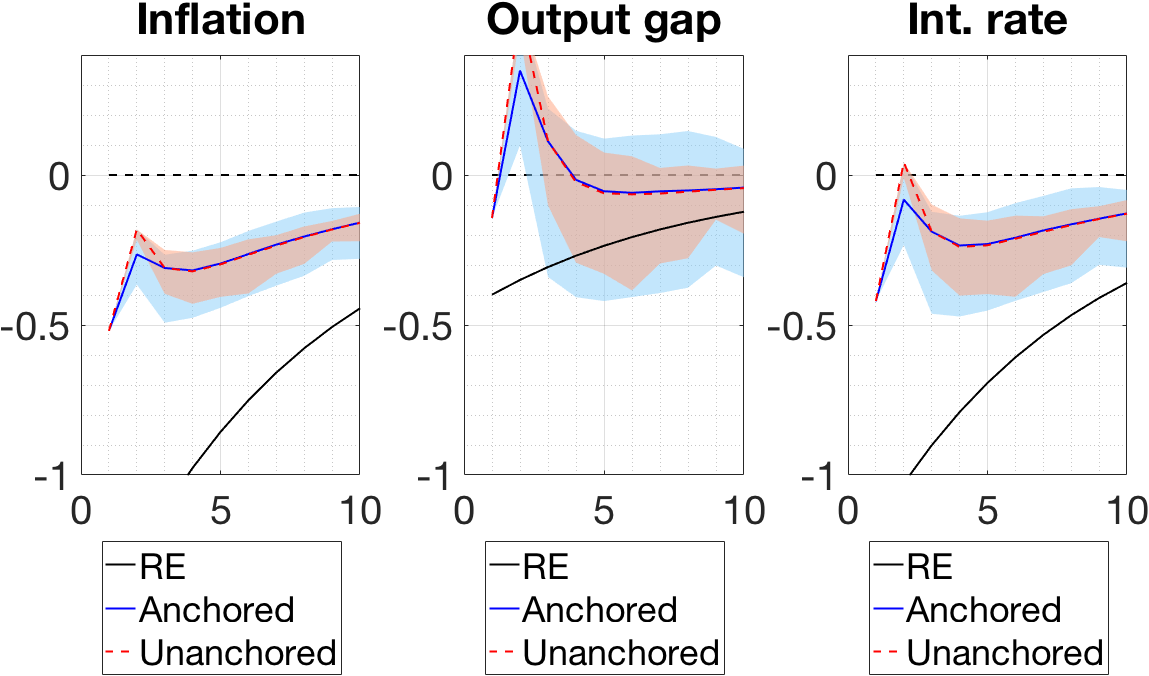 Inflation
Output gap
Int. rate
0
-0.5
-1
0 5 10
0
-0.5
-1
0 5 10
0
-0.5
-1
0 5 10
RE
Anchored
Unanchored
RE
Anchored
Unanchored
RE
Anchored
Unanchored